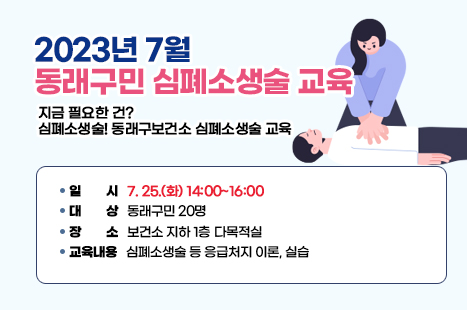 2023년 7월
동래구민 심폐소생술 교육
지금 필요한 건?
심폐소생술! 동래구보건소 심폐소생술 교육
• 일 시 7. 25.(화) 14:00~16:00
• 대 상 동래구민 20명
• 장 소 보건소 지하 1층 다목적실
• 교육내용 심폐소생술 등 응급처지 이론, 실습